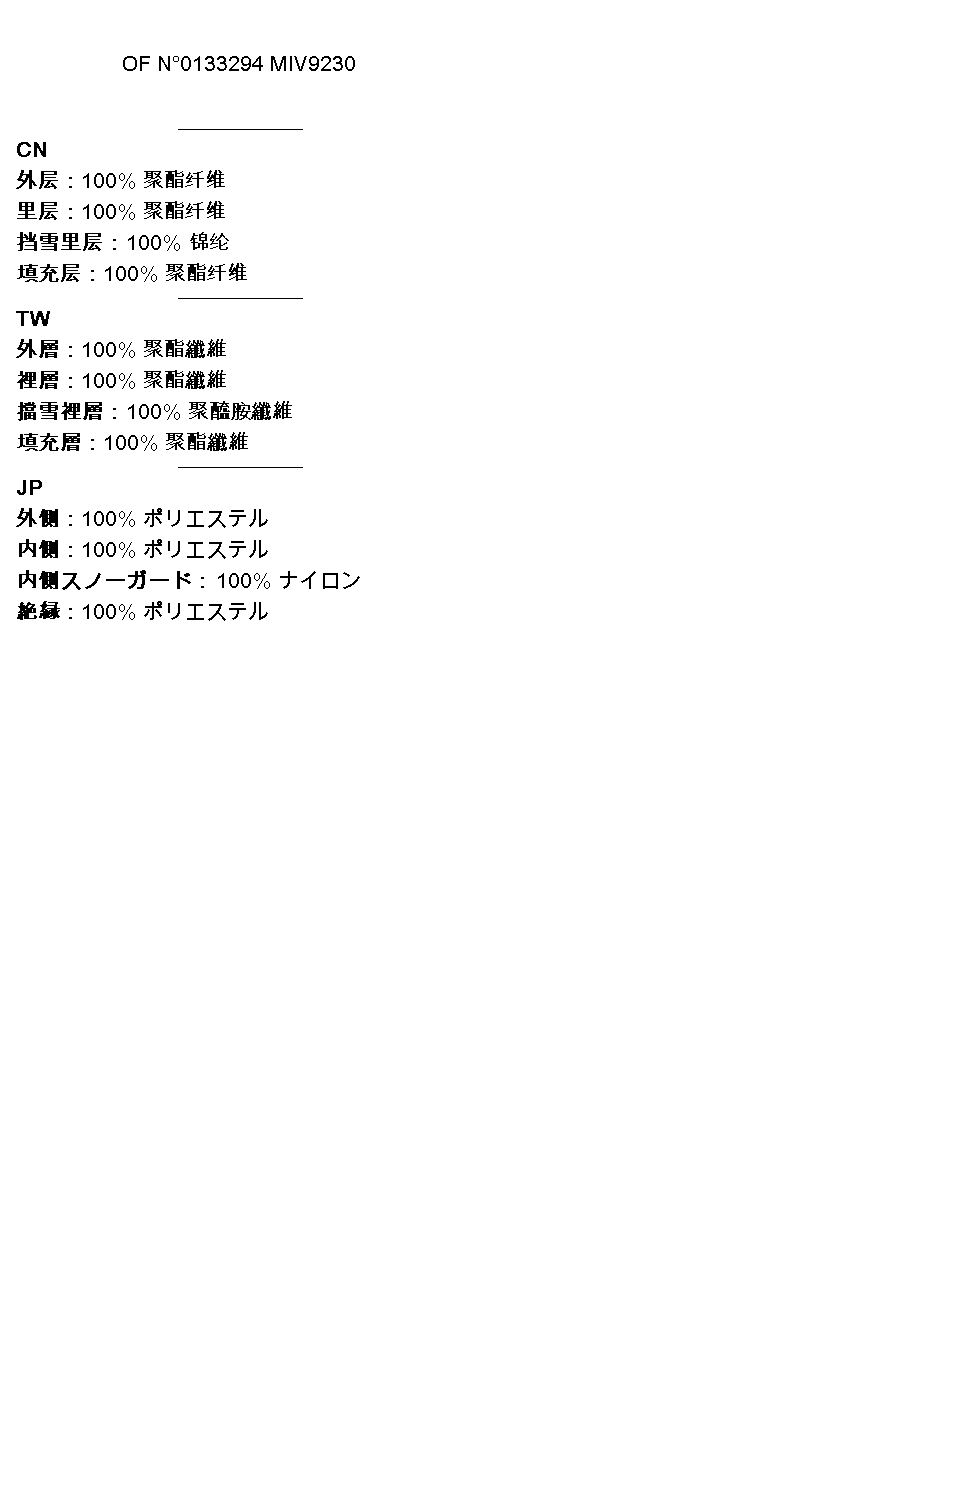 OF N°0133294 MIV9230
CN
外层 : 100% 聚酯纤维
里层 : 100% 聚酯纤维
挡雪里层 : 100% 锦纶
填充层 : 100% 聚酯纤维
TW
外層 : 100% 聚酯纖維
裡層 : 100% 聚酯纖維
擋雪裡層 : 100% 聚醯胺纖維
填充層 : 100% 聚酯纖維
JP
外側 : 100% ポリエステル
内側 : 100% ポリエステル
内側スノーガード : 100% ナイロン
絶縁 : 100% ポリエステル